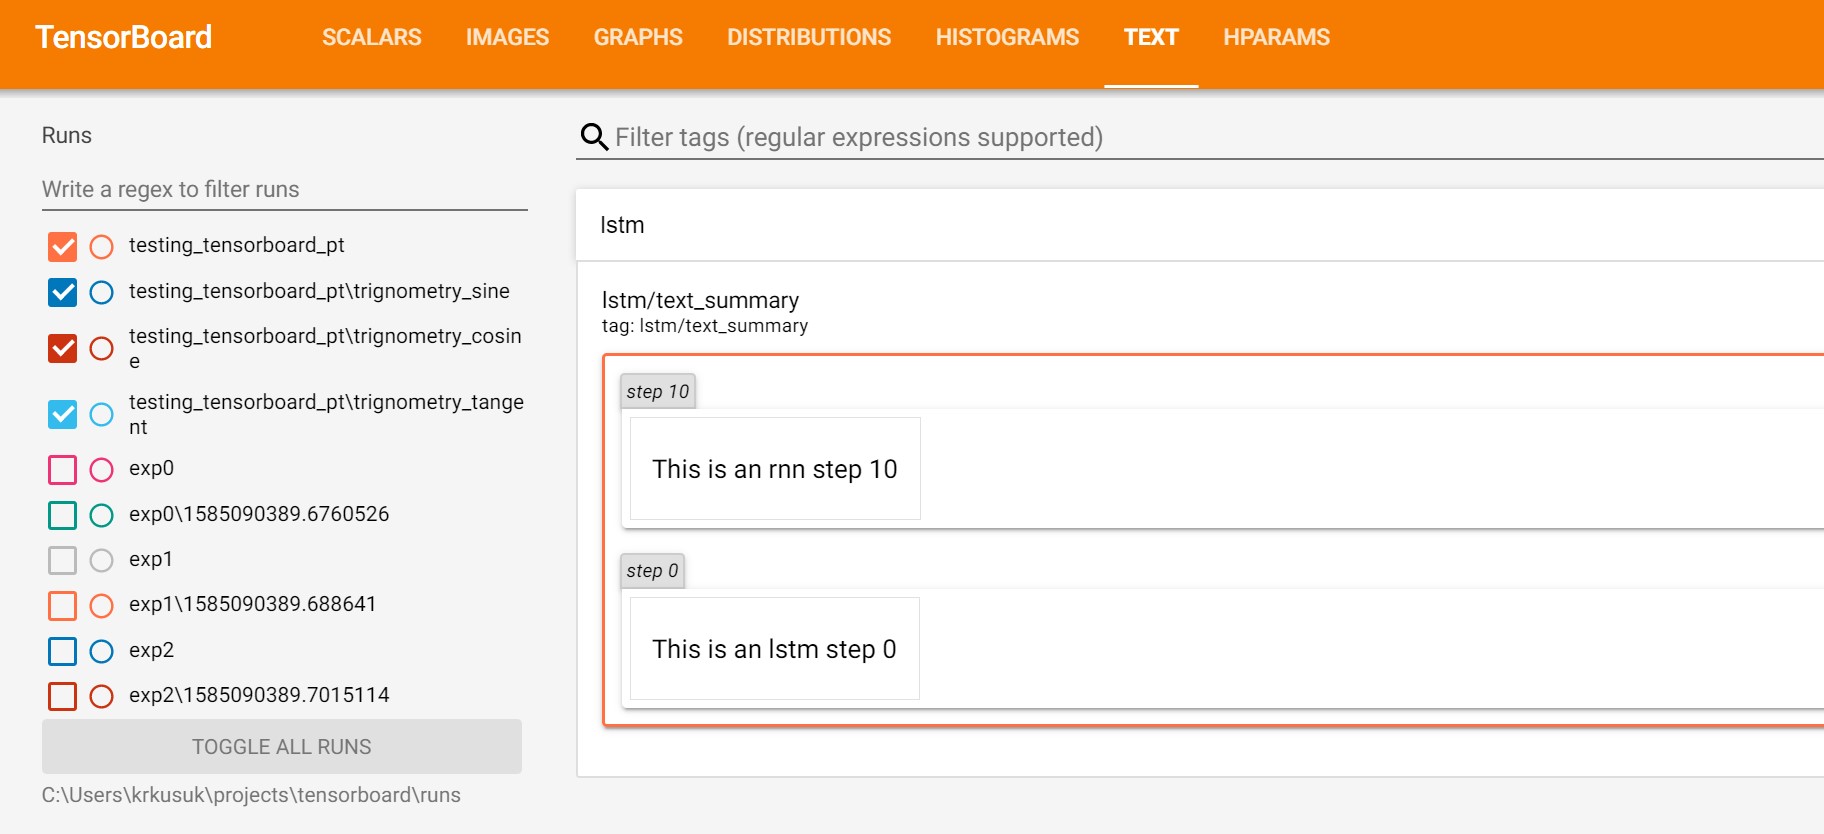 TensorBoard SCALARS IMAGES GRAPHS DISTRIBUTIONS HISTOGRAMS TEXT HPARAMS
Runs
Write a regex to filter runs
testing_tensorboard_pt
testing_tensorboard_pt\trignometry_sine
testing_tensorboard_pt\trignometry_cosin
e
testing_tensorboard_pt\trignometry_tange
nt
exp0
exp0\1585090389.6760526
exp1
exp1\1585090389.688641
exp2
exp2\1585090389.7015114
TOGGLE ALL RUNS
C:\Users\krkusuk\projects\tensorboard\runs
Filter tags (regular expressions supported)
lstm
lstm/text_summary
tag: lstm/text_summary
step 10
This is an rnn step 10
step 0
This is an lstm step 0